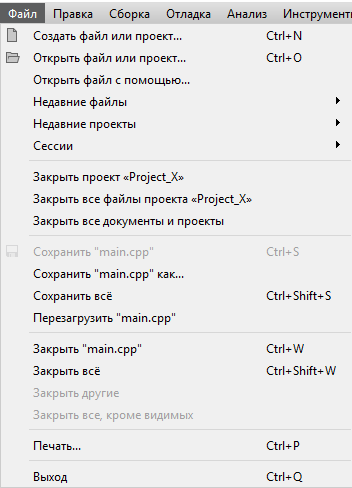 Файл Правка Сборка Отладка Анализ Инструмент
Создать файл или проект... Ctrl+N
Открыть файл или проект... Ctrl+O
Открыть файл с помощью...
Недавние файлы
Недавние проекты
Сессии
Закрыть проект «Project_X»
Закрыть все файлы проекта «Project_X»
Закрыть все документы и проекты
Сохранить "main.cpp" Ctrl+S
Сохранить "main.cpp" как...
Сохранить всё Ctrl+Shift+S
Перезагрузить "main.cpp"
Закрыть "main.cpp" Ctrl+W
Закрыть всё Ctrl+Shift+W
Закрыть другие
Закрыть все, кроме видимых
Печать... Ctrl+P
Выход Ctrl+Q